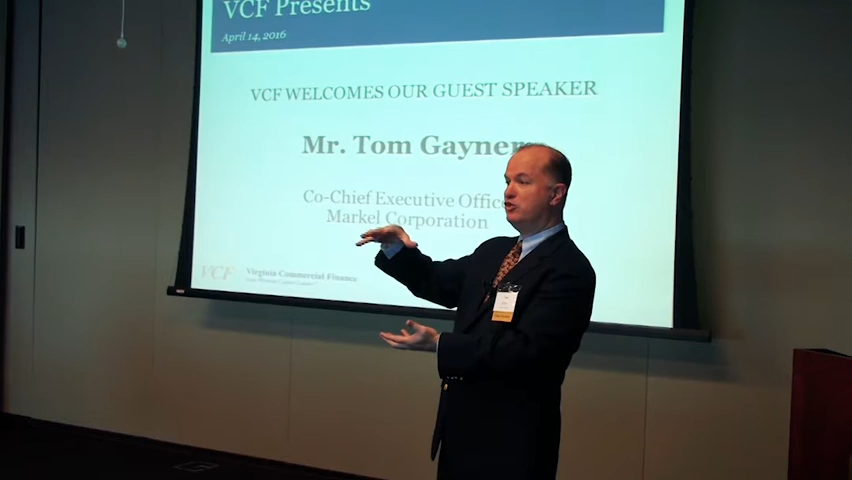 VCF Presents
April 14, 2016
VCF WELCOMES OUR GUEST SPEAKER
Mr. Tom Gayner
Co-Chief Executive Office
Markel Corporation
VCF Virginia Commercial Finance